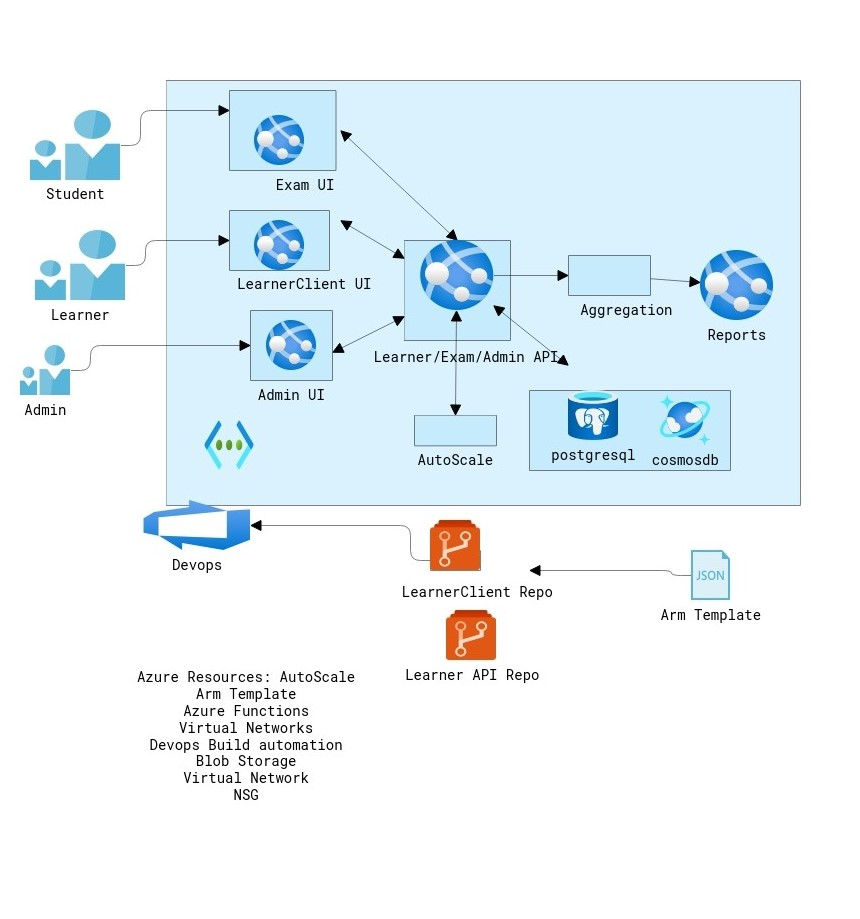 Student
Exam UI
Learner
LearnerClient UI
Admin
Admin UI
Learner/Exam/Admin API
Aggregation
Reports
AutoScale
postgresql
cosmosdb
Devops
LearnerClient Repo
JSON
Arm Template
Learner API Repo
Azure Resources: AutoScale
Arm Template
Azure Functions
Virtual Networks
Devops Build automation
Blob Storage
Virtual Network
NSG